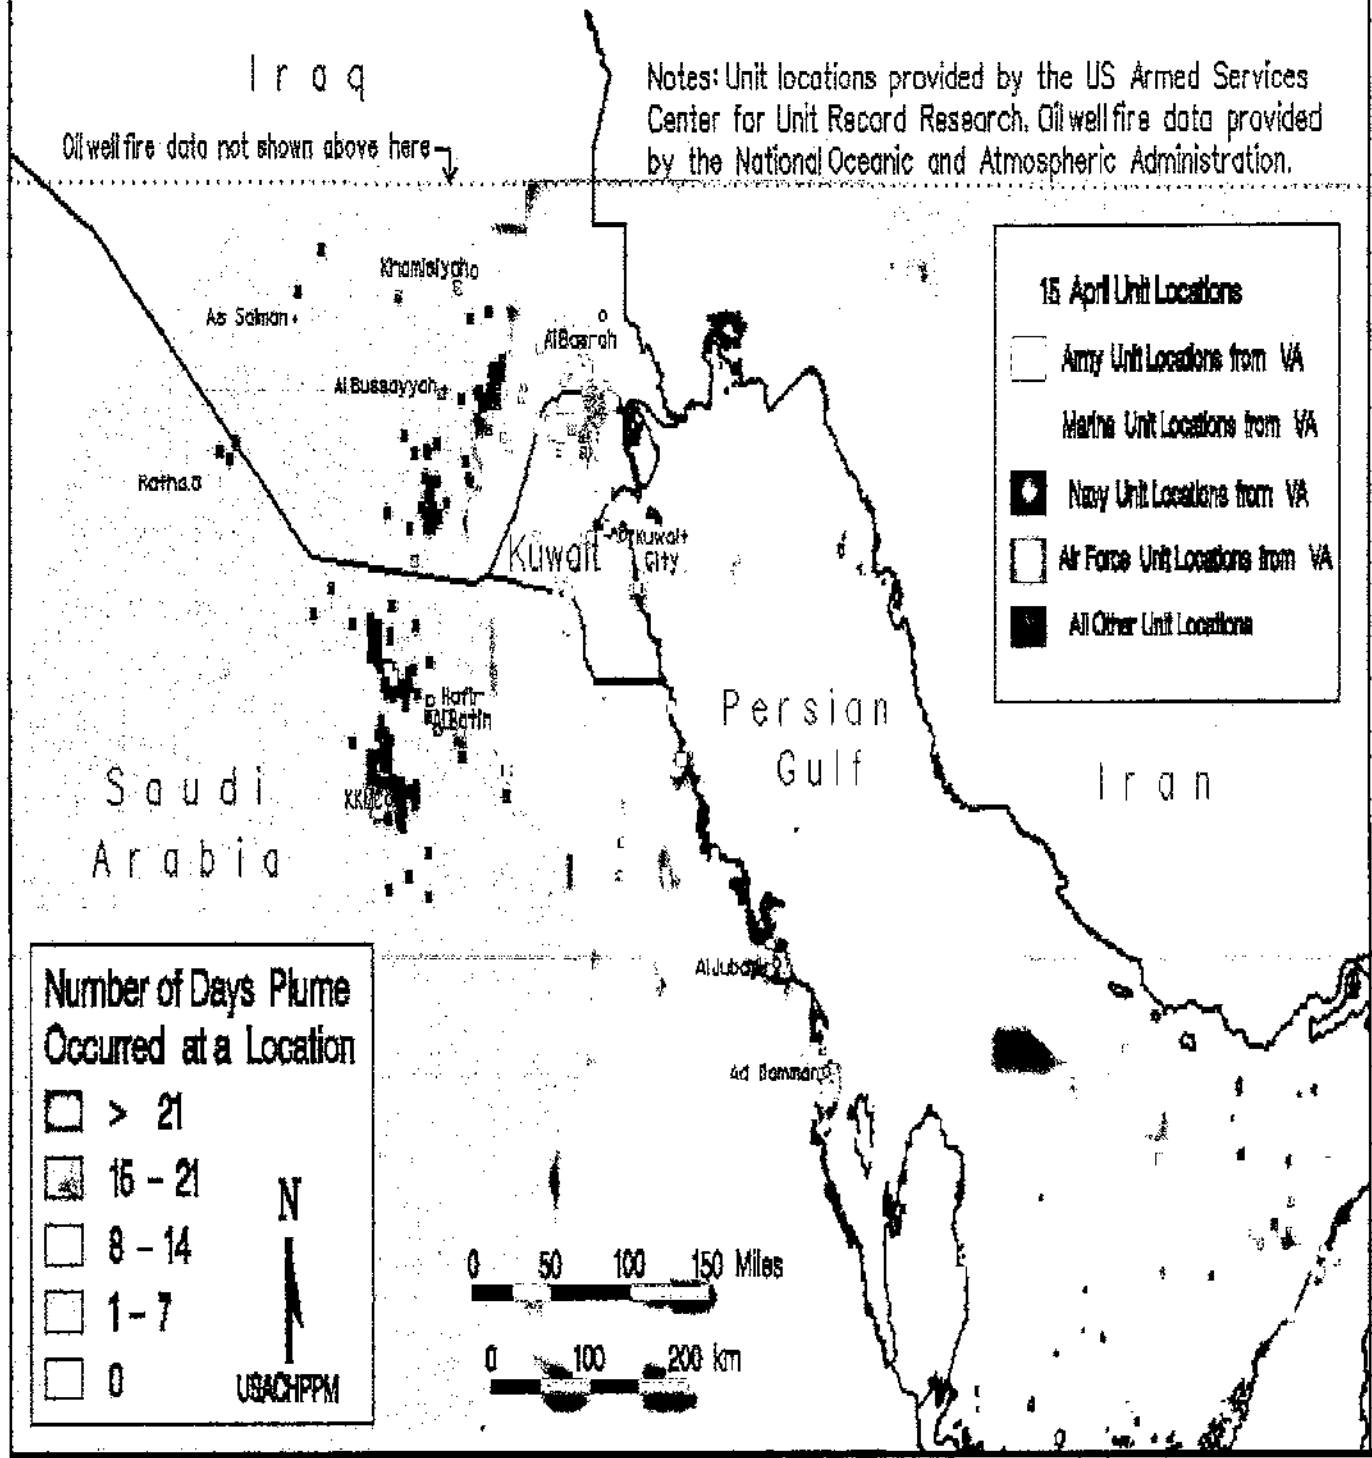 Iraq
Notes: Unit locations provided by the US Armed Services
Center for Unit Record Research. Oil well fire data provided
by the National Oceanic and Atmospheric Administration.
Oil well fire data not shown above here
Khamisiyah
As Salman
Al Basrah
Al Bussayyah
Rafha
Kuwait
Kuwait
City
15 April Unit Locations
Army Unit Locations from VA
Marine Unit Locations from VA
Navy Unit Locations from VA
Air Force Unit Locations from VA
All Other Unit Locations
Hafir
Al Batin
Persian
Gulf
Iran
Saudi
Arabia
KKMC
Al Jubayl
Ad Dammam
Number of Days Plume
Occurred at a Location
> 21
15 - 21
8 - 14
1 - 7
0
N
USACHPPM
0 50 100 150 Miles
0 100 200 km